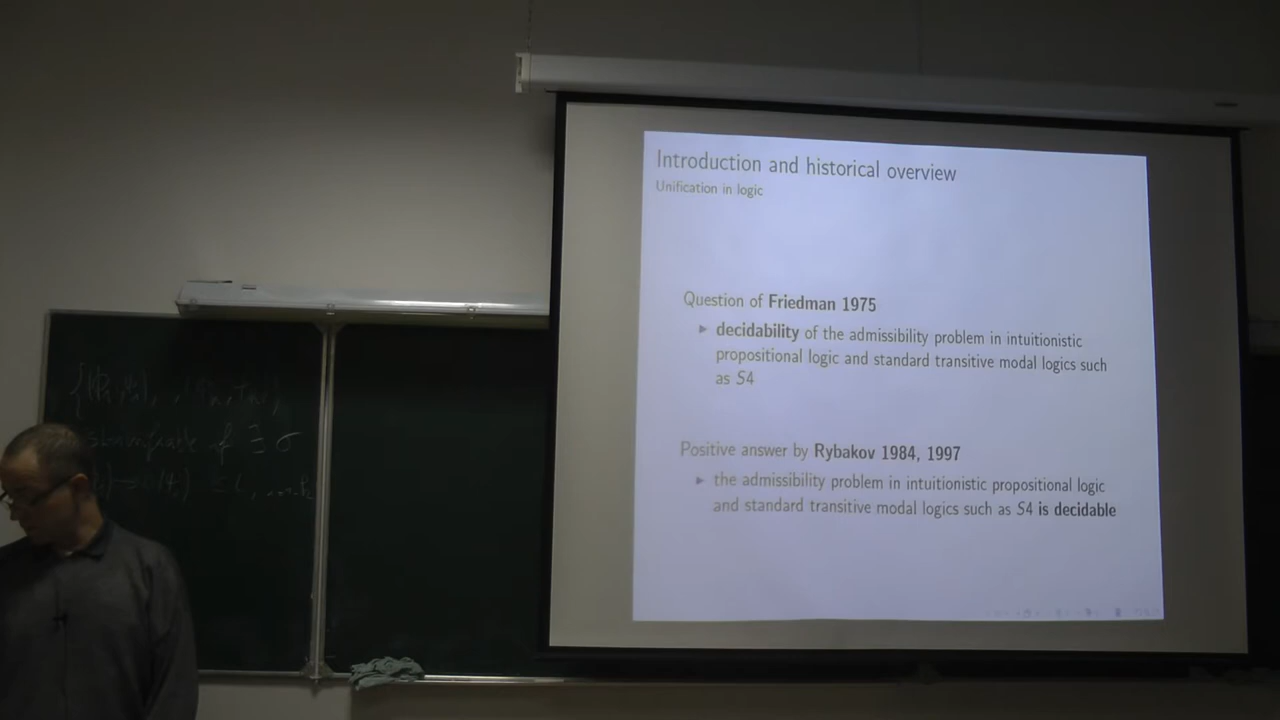 Introduction and historical overview
Unification in logic
Question of Friedman 1975
▶ decidability of the admissibility problem in intuitionistic
propositional logic and standard transitive modal logics such
as S4
Positive answer by Rybakov 1984, 1997
▶ the admissibility problem in intuitionistic propositional logic
and standard transitive modal logics such as S4 is decidable